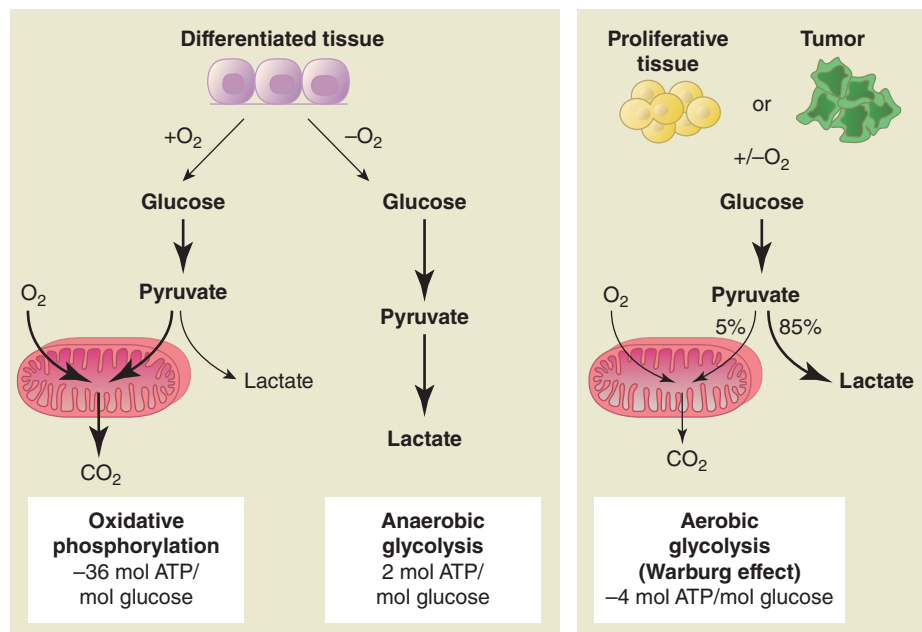 Differentiated tissue
+O₂
–O₂
Glucose
Glucose
O₂
Pyruvate
Pyruvate
Lactate
Lactate
CO₂
Oxidative
phosphorylation
–36 mol ATP/
mol glucose
Anaerobic
glycolysis
2 mol ATP/
mol glucose
Proliferative
tissue
or
Tumor
+/–O₂
Glucose
O₂
Pyruvate
5%
85%
Lactate
CO₂
Aerobic
glycolysis
(Warburg effect)
–4 mol ATP/mol glucose